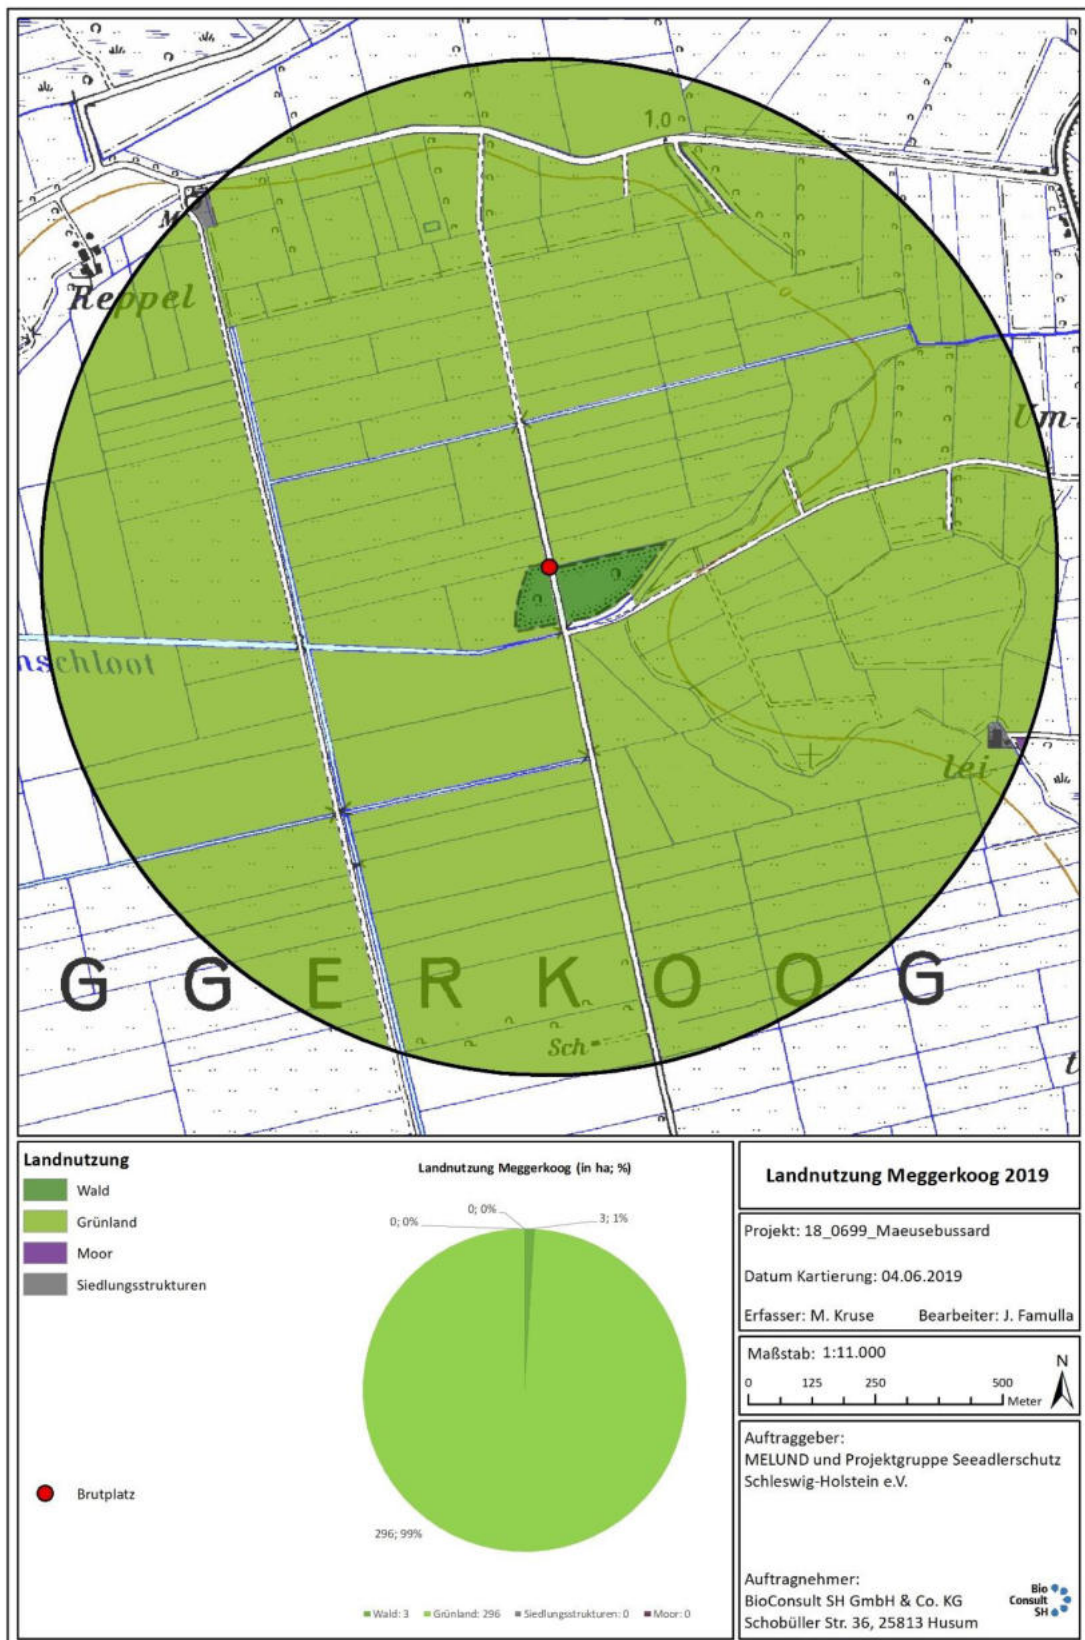 1,0
M
Reppel
Um-
nschloot
lei
G G E R K O O G
Sch
t
Landnutzung
Wald
Grünland
Moor
Siedlungsstrukturen
Brutplatz
Landnutzung Meggerkoog (in ha; %)
0; 0%
0; 0%
3; 1%
296; 99%
Wald: 3 Grünland: 296 Siedlungsstrukturen: 0 Moor: 0
Landnutzung Meggerkoog 2019
Projekt: 18_0699_Maeusebussard
Datum Kartierung: 04.06.2019
Erfasser: M. Kruse Bearbeiter: J. Famulla
Maßstab: 1:11.000
N
0 125 250 500
Meter
Auftraggeber:
MELUND und Projektgruppe Seeadlerschutz
Schleswig-Holstein e.V.
Auftragnehmer:
BioConsult SH GmbH & Co. KG
Schobüller Str. 36, 25813 Husum
Bio
Consult
SH